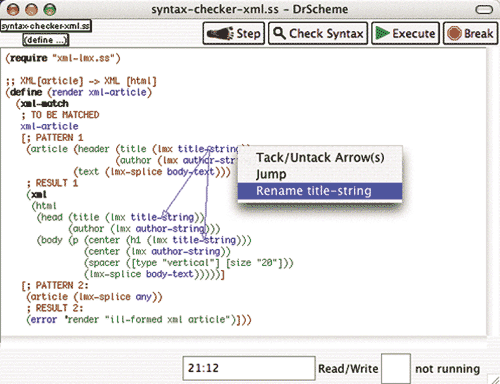 syntax-checker-xml.ss - DrScheme
syntax-checker-xml.ss
(define ...)
Step
Check Syntax
Execute
Break
(require "xml-lmx.ss")
;; XML[article] -> XML [html]
(define (render xml-article)
(xml-match
; TO BE MATCHED
xml-article
[; PATTERN 1
(article (header (title (lmx title-string))
(author (lmx author-string
(text (lmx-splice body-text)))
; RESULT 1
(xml
(html
(head (title (lmx title-string))
(author (lmx author-string)))
(body (p (center (h1 (lmx title-string)))
(center (lmx author-string))
(spacer ([type "vertical"] [size "20"]))
(lmx-splice body-text)))))]
[; PATTERN 2:
(article (lmx-splice any))
; RESULT 2:
(error 'render "ill-formed xml article")]))
Tack/Untack Arrow(s)
Jump
Rename title-string
21:12
Read/Write
not running